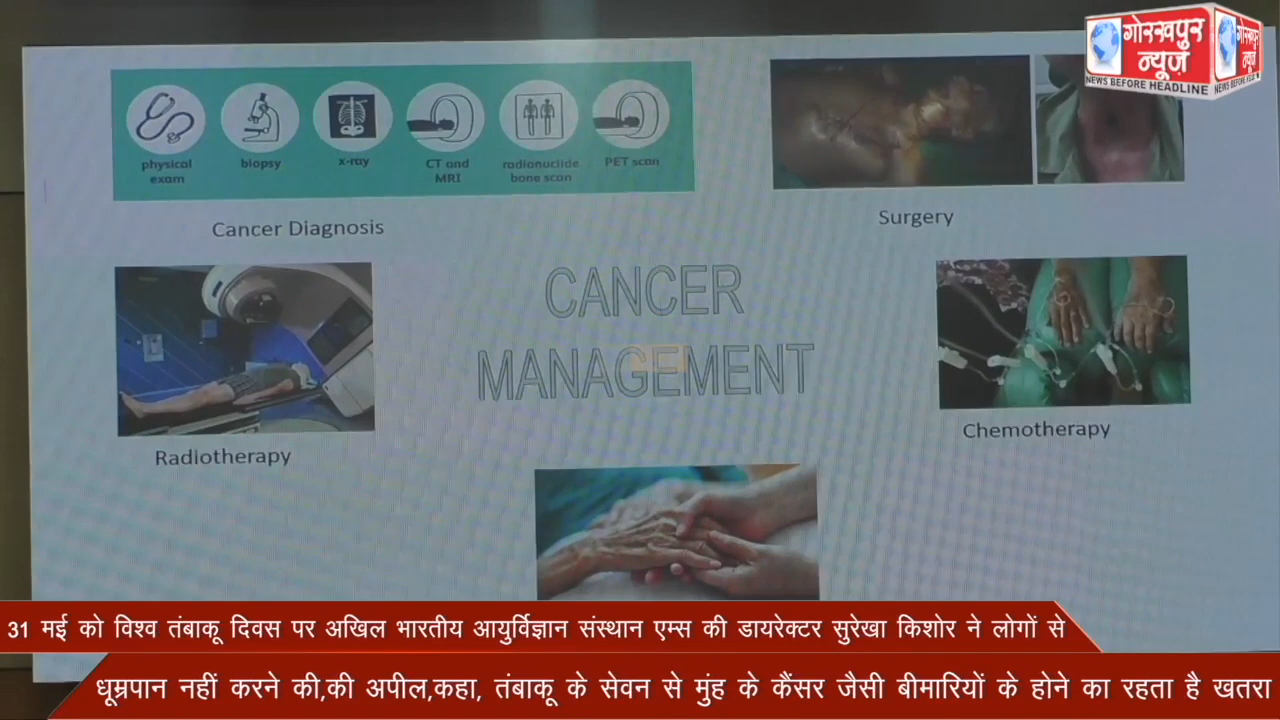 गोरखपुर
न्यूज़
NEWS BEFORE HEADLINE
physical exam
biopsy
x-ray
CT and MRI
radionuclide bone scan
PET scan
Cancer Diagnosis
Surgery
CANCER
MANAGEMENT
Radiotherapy
Chemotherapy
31 मई को विश्व तंबाकू दिवस पर अखिल भारतीय आयुर्विज्ञान संस्थान एम्स की डायरेक्टर सुरेखा किशोर ने लोगों से
धूम्रपान नहीं करने की,की अपील,कहा, तंबाकू के सेवन से मुंह के कैंसर जैसी बीमारियों के होने का रहता है खतरा